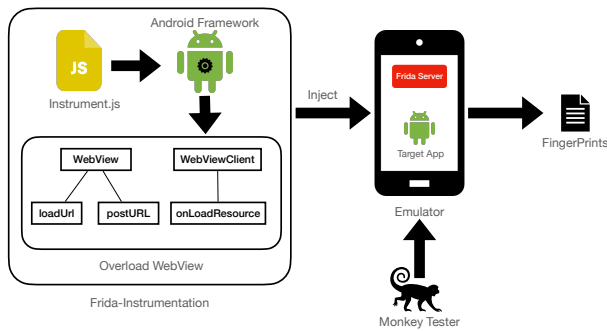 Android Framework
JS
Instrument.js
WebView
WebViewClient
loadUrl
postURL
onLoadResource
Overload WebView
Frida-Instrumentation
Inject
Frida Server
Target App
Emulator
Monkey Tester
FingerPrints